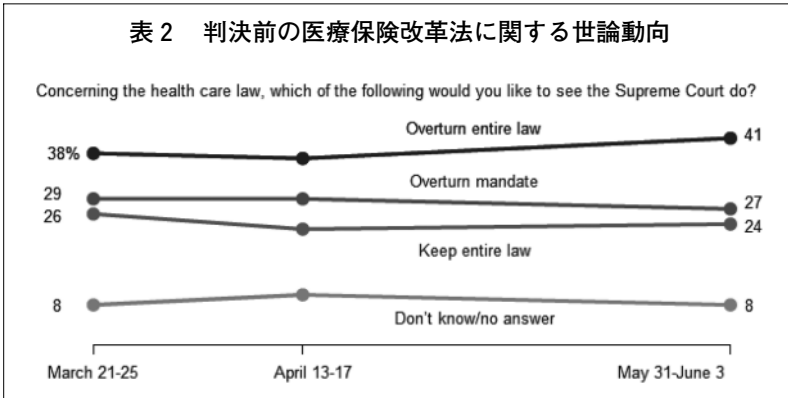 表2 判決前の医療保険改革法に関する世論動向
Concerning the health care law, which of the following would you like to see the Supreme Court do?
Overturn entire law
38%
41
Overturn mandate
29
27
26
24
Keep entire law
8
8
Don't know/no answer
March 21-25
April 13-17
May 31-June 3